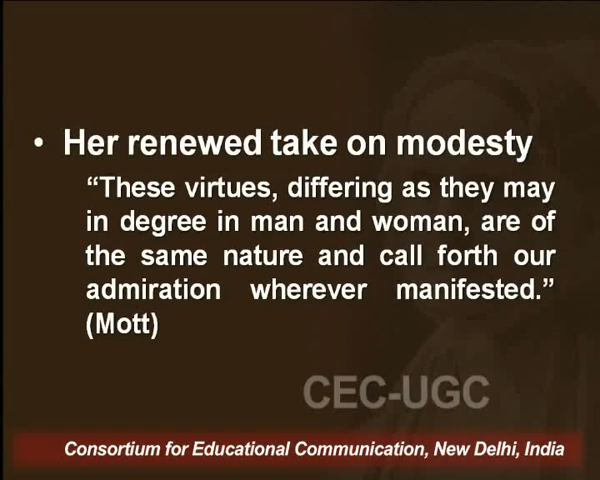 • Her renewed take on modesty
“These virtues, differing as they may
in degree in man and woman, are of
the same nature and call forth our
admiration wherever manifested.”
(Mott)
CEC-UGC
Consortium for Educational Communication, New Delhi, India